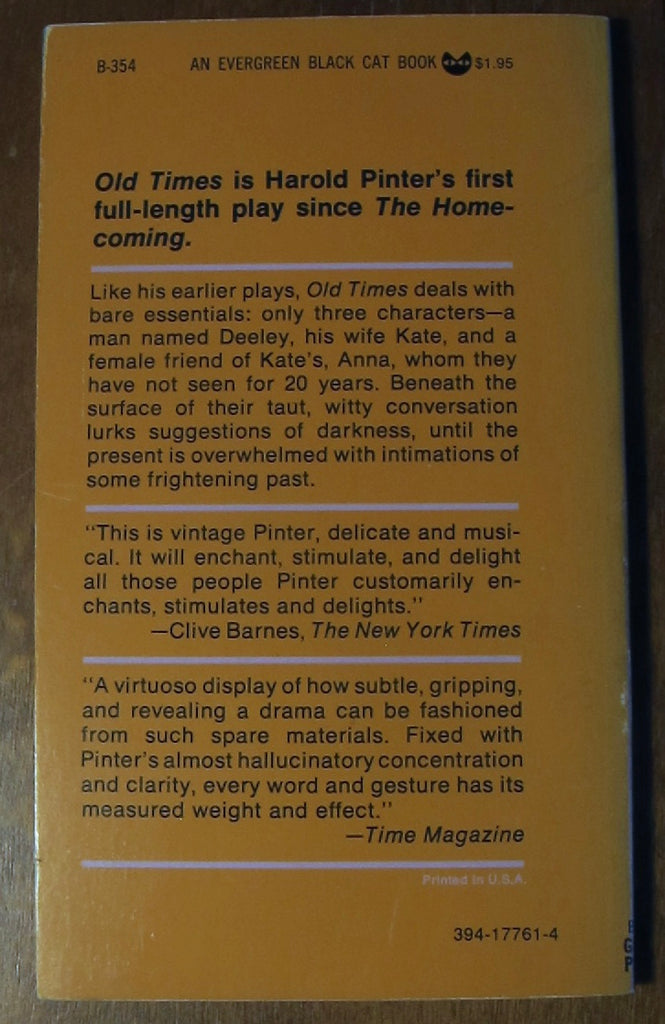 B-354 AN EVERGREEN BLACK CAT BOOK $1.95
Old Times is Harold Pinter's first
full-length play since The Home-
coming.
Like his earlier plays, Old Times deals with
bare essentials: only three characters—a
man named Deeley, his wife Kate, and a
female friend of Kate's, Anna, whom they
have not seen for 20 years. Beneath the
surface of their taut, witty conversation
lurks suggestions of darkness, until the
present is overwhelmed with intimations of
some frightening past.
"This is vintage Pinter, delicate and musi-
cal. It will enchant, stimulate, and delight
all those people Pinter customarily en-
chants, stimulates and delights."
—Clive Barnes, The New York Times
"A virtuoso display of how subtle, gripping,
and revealing a drama can be fashioned
from such spare materials. Fixed with
Pinter's almost hallucinatory concentration
and clarity, every word and gesture has its
measured weight and effect."
—Time Magazine
Printed in U.S.A.
394-17761-4